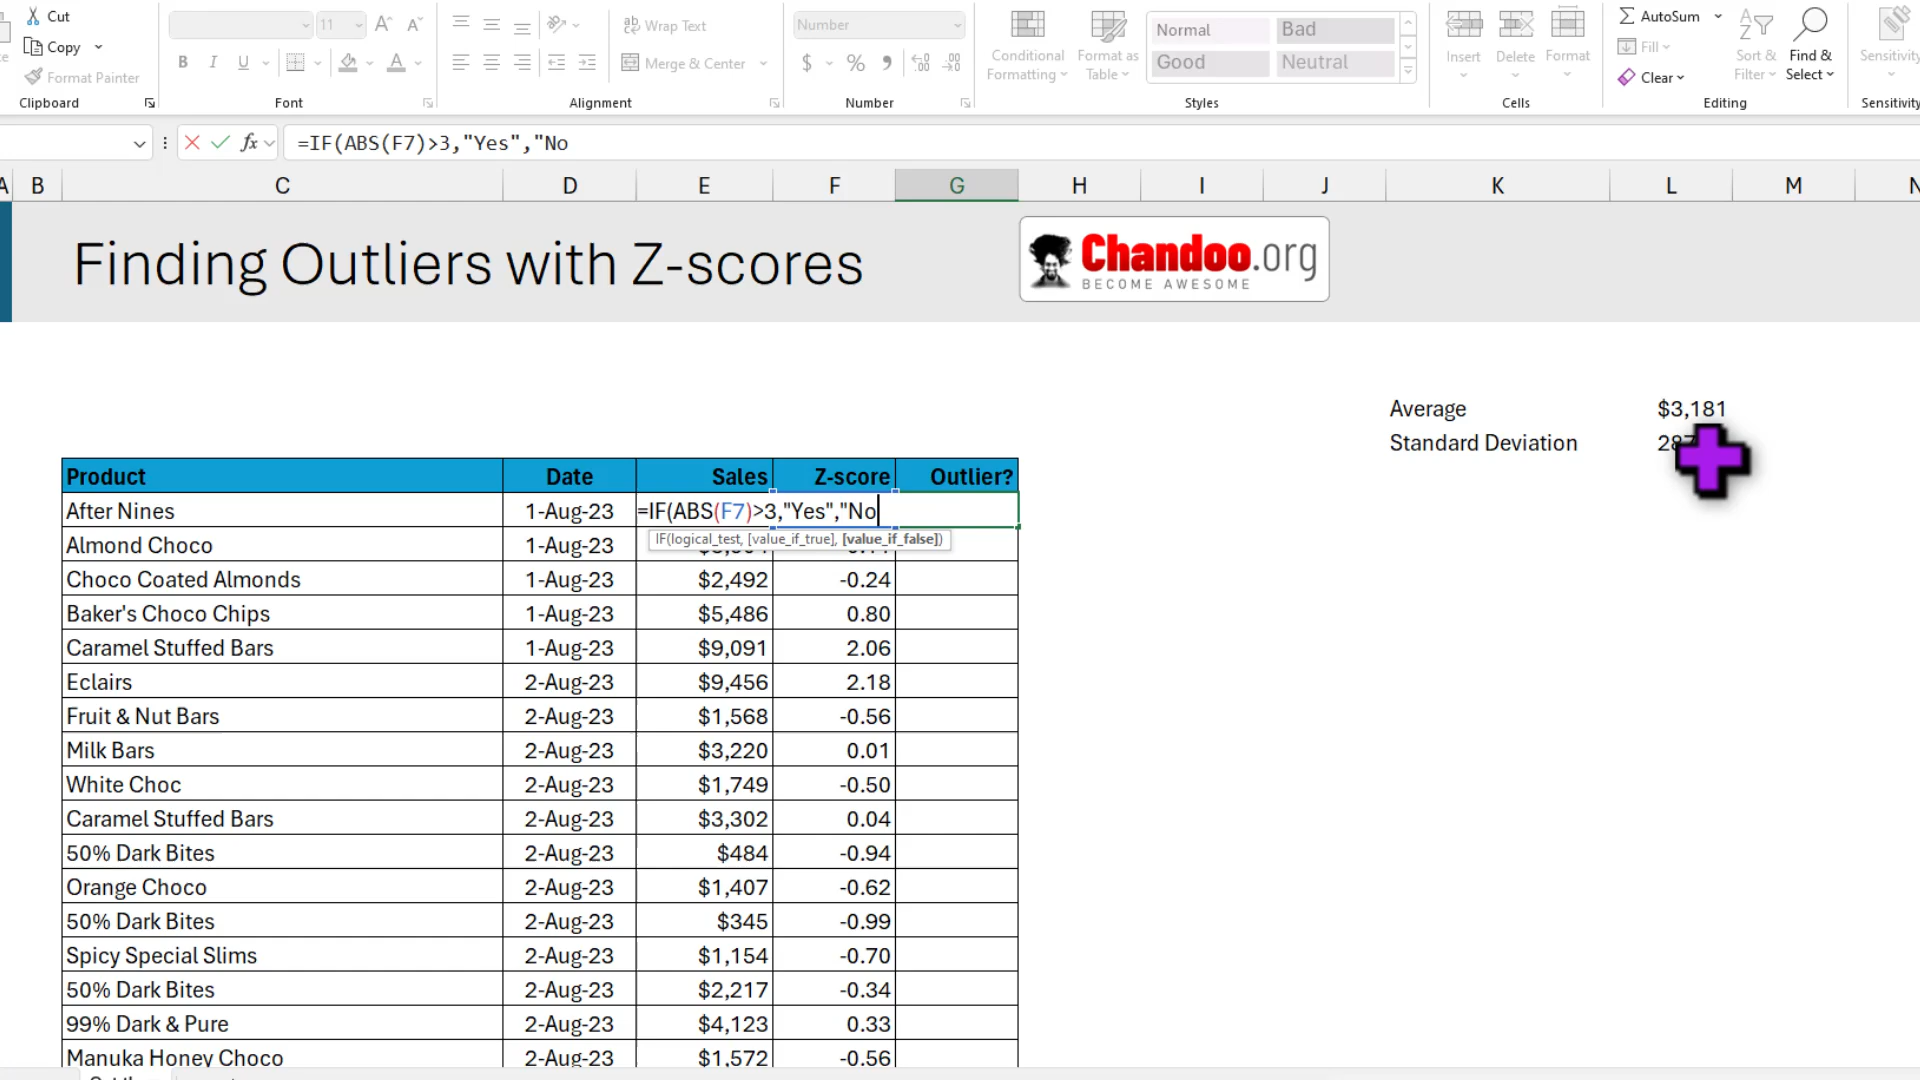 Cut
Copy
Format Painter
Clipboard
11
B I U
Font
Wrap Text
Merge & Center
Alignment
Number
$ %
Number
Conditional
Formatting
Format as
Table
Normal
Bad
Good
Neutral
Styles
Insert
Delete
Format
Cells
AutoSum
Fill
Clear
Sort &
Filter
Find &
Select
Editing
Sensitivity
Sensitivity
fx
=IF(ABS(F7)>3,"Yes","No
A B C D E F G H I J K L M N
Finding Outliers with Z-scores
Chandoo.org
BECOME AWESOME
Average $3,181
Standard Deviation
Product Date Sales Z-score Outlier?
After Nines 1-Aug-23 =IF(ABS(F7)>3,"Yes","No
IF(logical_test, [value_if_true], [value_if_false])
Almond Choco 1-Aug-23
Choco Coated Almonds 1-Aug-23 $2,492 -0.24
Baker's Choco Chips 1-Aug-23 $5,486 0.80
Caramel Stuffed Bars 1-Aug-23 $9,091 2.06
Eclairs 2-Aug-23 $9,456 2.18
Fruit & Nut Bars 2-Aug-23 $1,568 -0.56
Milk Bars 2-Aug-23 $3,220 0.01
White Choc 2-Aug-23 $1,749 -0.50
Caramel Stuffed Bars 2-Aug-23 $3,302 0.04
50% Dark Bites 2-Aug-23 $484 -0.94
Orange Choco 2-Aug-23 $1,407 -0.62
50% Dark Bites 2-Aug-23 $345 -0.99
Spicy Special Slims 2-Aug-23 $1,154 -0.70
50% Dark Bites 2-Aug-23 $2,217 -0.34
99% Dark & Pure 2-Aug-23 $4,123 0.33
Manuka Honey Choco 2-Aug-23 $1,572 -0.56